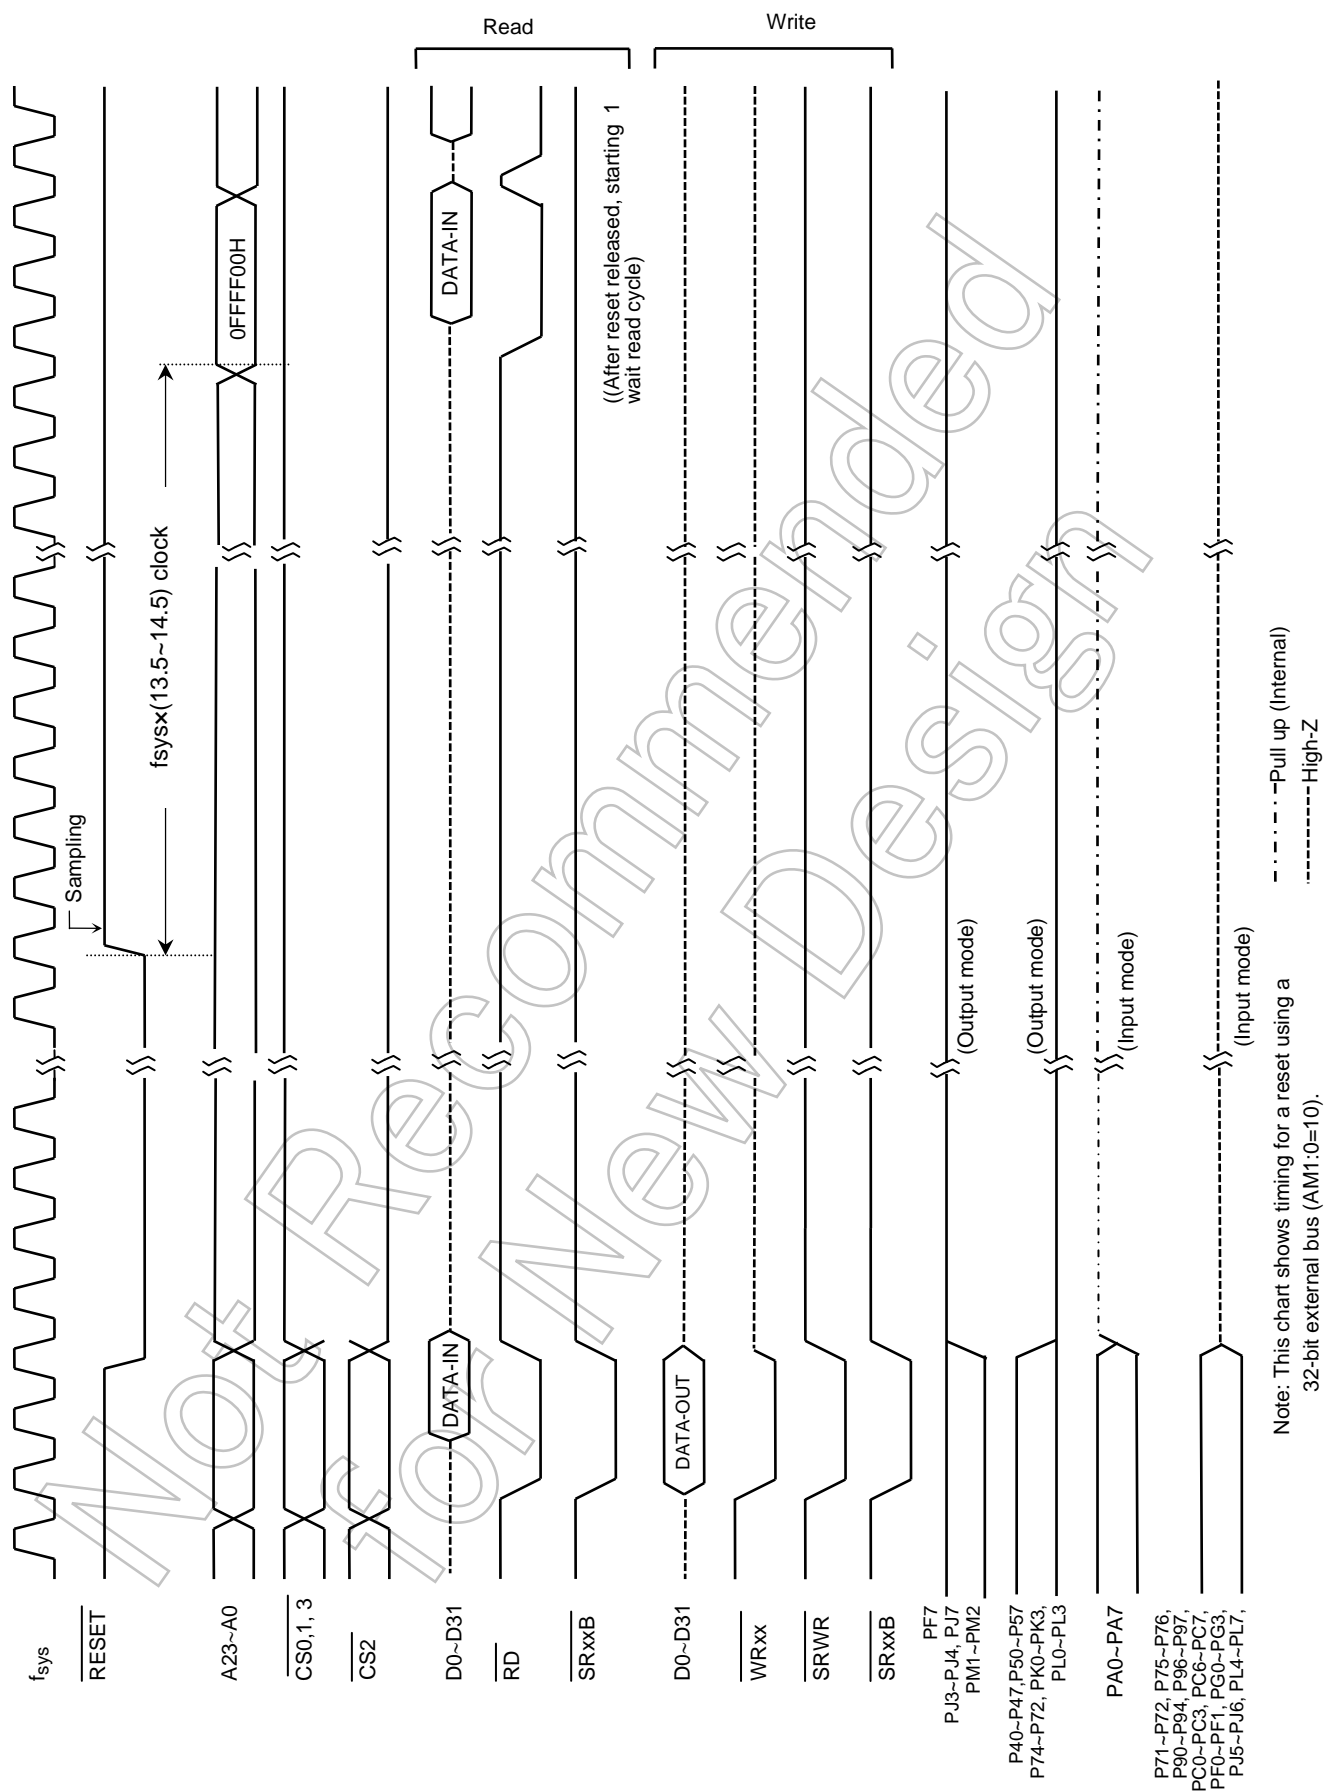 Read
Write
fsys
RESET
Sampling
fsys×(13.5~14.5) clock
A23~A0
0FFFF00H
CS0,1, 3
CS2
D0~D31
DATA-IN
DATA-IN
RD
SRxxB
((After reset released, starting 1
wait read cycle)
D0~D31
DATA-OUT
WRxx
SRWR
SRxxB
PF7
PJ3~PJ4, PJ7
PM1~PM2
(Output mode)
P40~P47,P50~P57
P74~P72, PK0~PK3,
PL0~PL3
(Output mode)
PA0~PA7
(Input mode)
P71~P72, P75~P76,
P90~P94, P96~P97,
PC0~PC3, PC6~PC7,
PF0~PF1, PG0~PG3,
PJ5~PJ6, PL4~PL7,
(Input mode)
Note: This chart shows timing for a reset using a
32-bit external bus (AM1:0=10).
Pull up (Internal)
High-Z
Not Recommended
for New Design